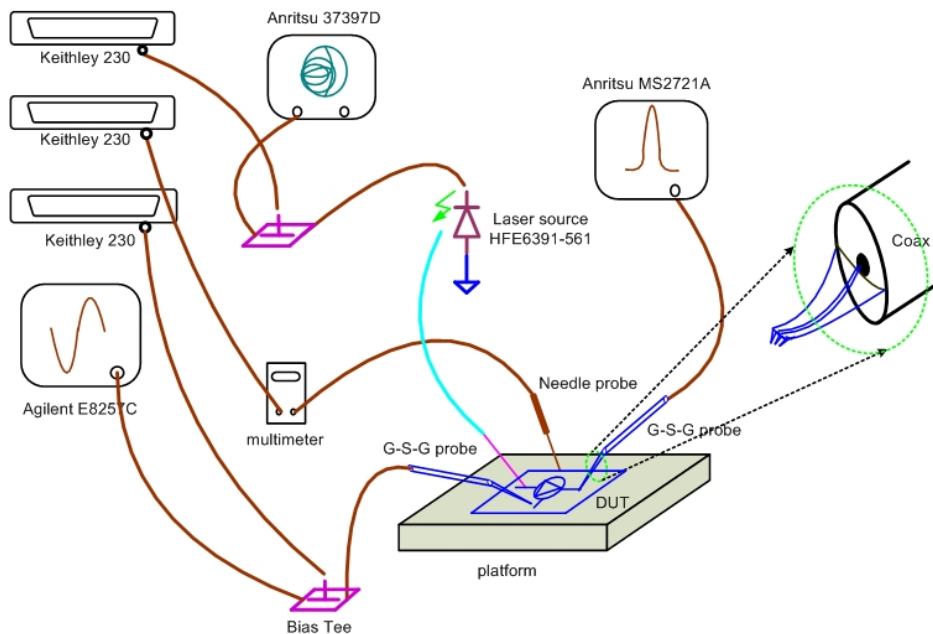 Anritsu 37397D
Keithley 230
Anritsu MS2721A
Keithley 230
Laser source
HFE6391-561
Keithley 230
Coax
Needle probe
Agilent E8257C
multimeter
G-S-G probe
G-S-G probe
DUT
platform
Bias Tee